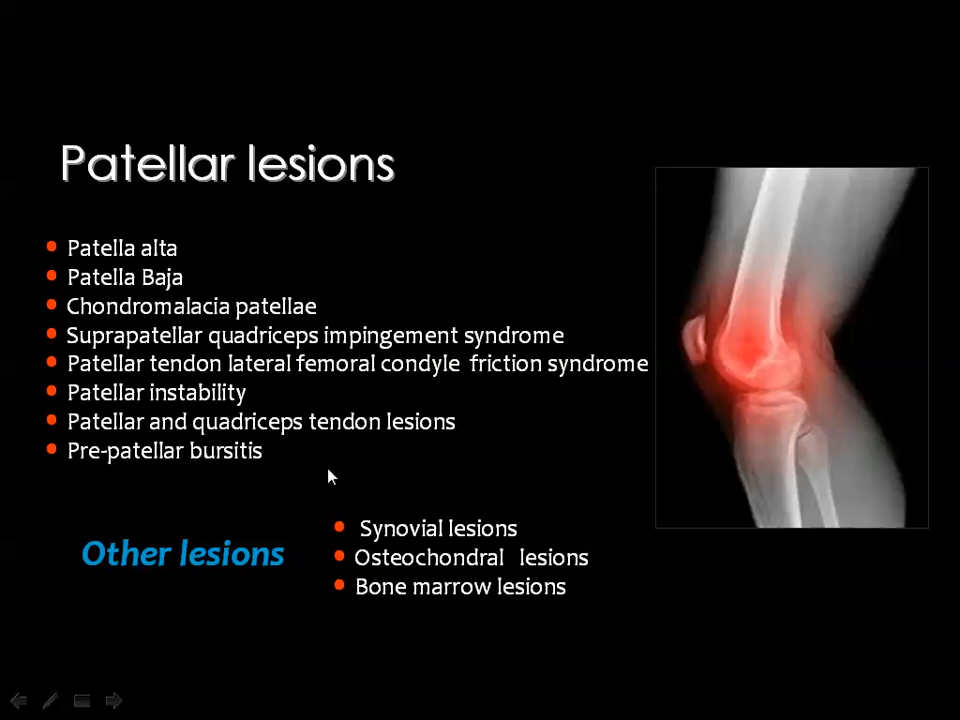 Patellar lesions
Patella alta
Patella Baja
Chondromalacia patellae
Suprapatellar quadriceps impingement syndrome
Patellar tendon lateral femoral condyle friction syndrome
Patellar instability
Patellar and quadriceps tendon lesions
Pre-patellar bursitis
Other lesions
Synovial lesions
Osteochondral lesions
Bone marrow lesions